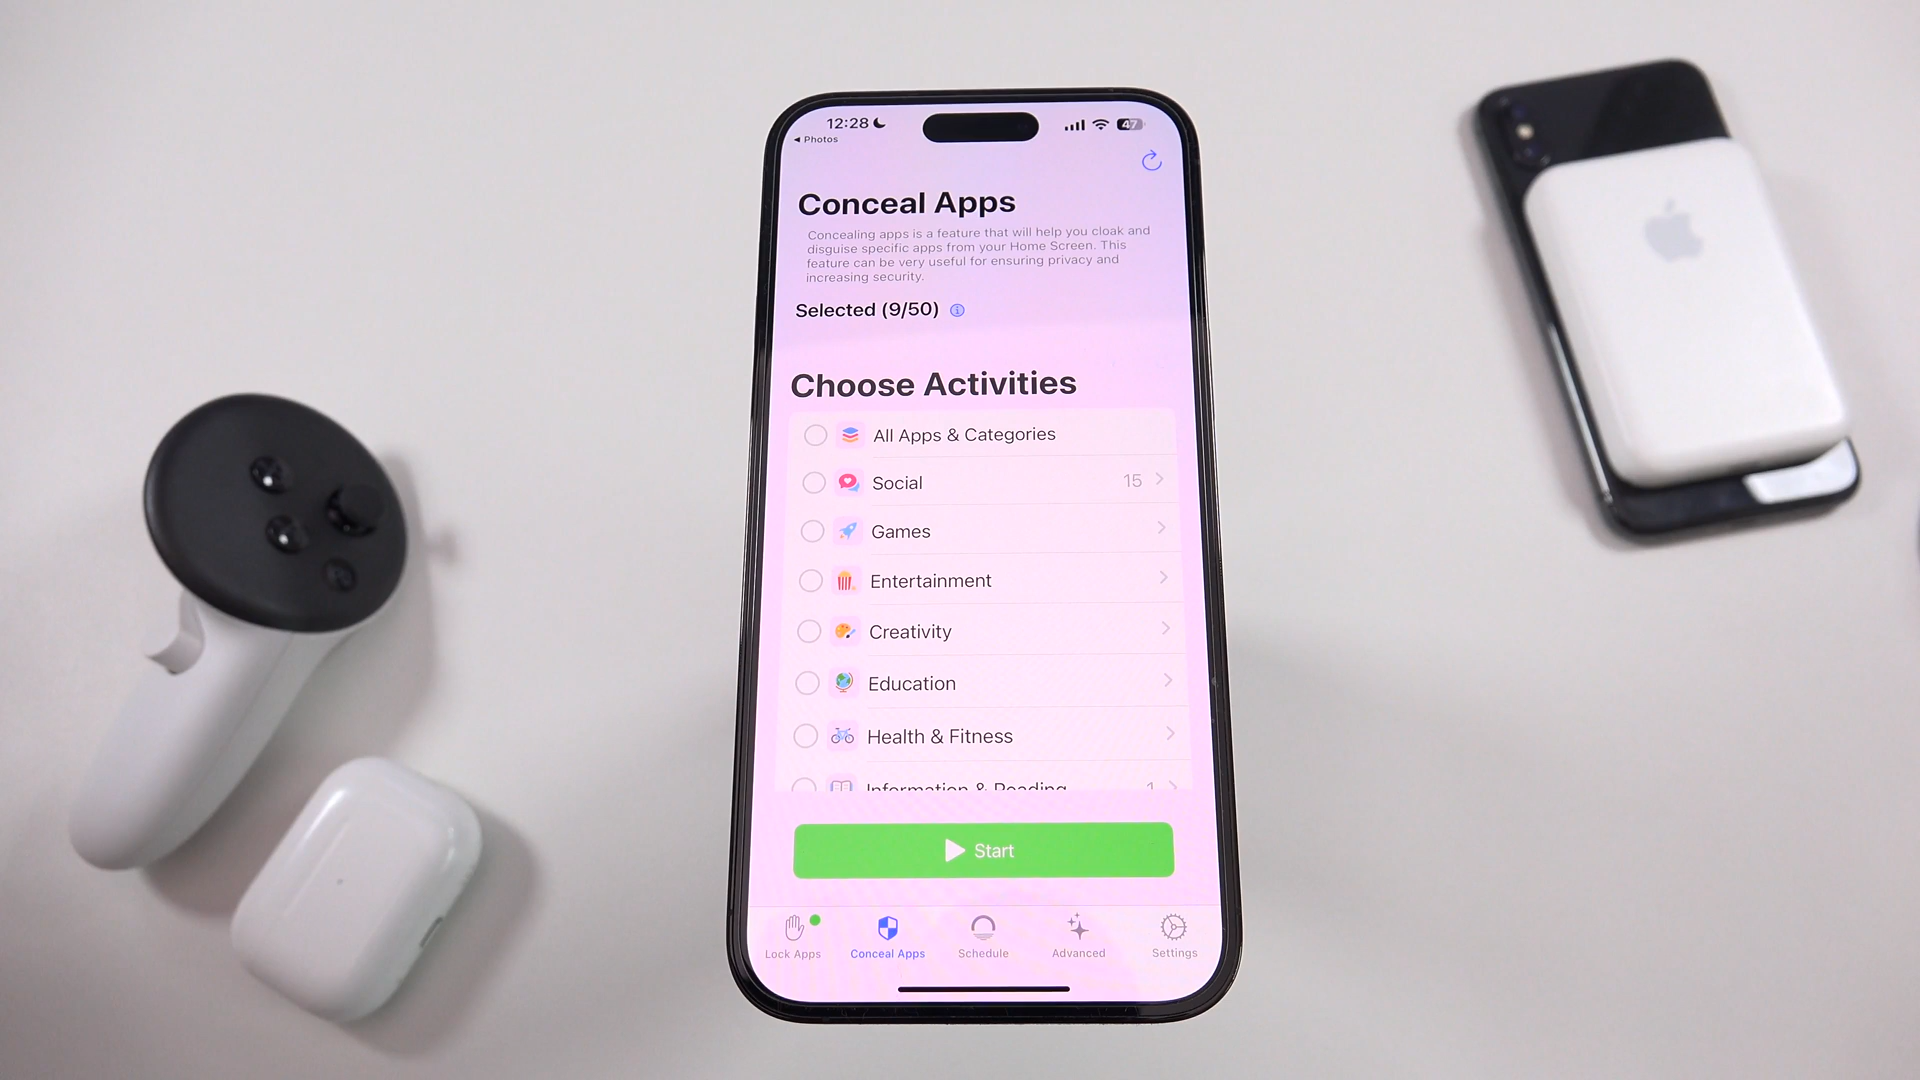 12:28
47
◂ Photos
Conceal Apps
Concealing apps is a feature that will help you cloak and
disguise specific apps from your Home Screen. This
feature can be very useful for ensuring privacy and
increasing security.
Selected (9/50)
Choose Activities
All Apps & Categories
Social 15
Games
Entertainment
Creativity
Education
Health & Fitness
Information & Reading 1
Start
Lock Apps
Conceal Apps
Schedule
Advanced
Settings